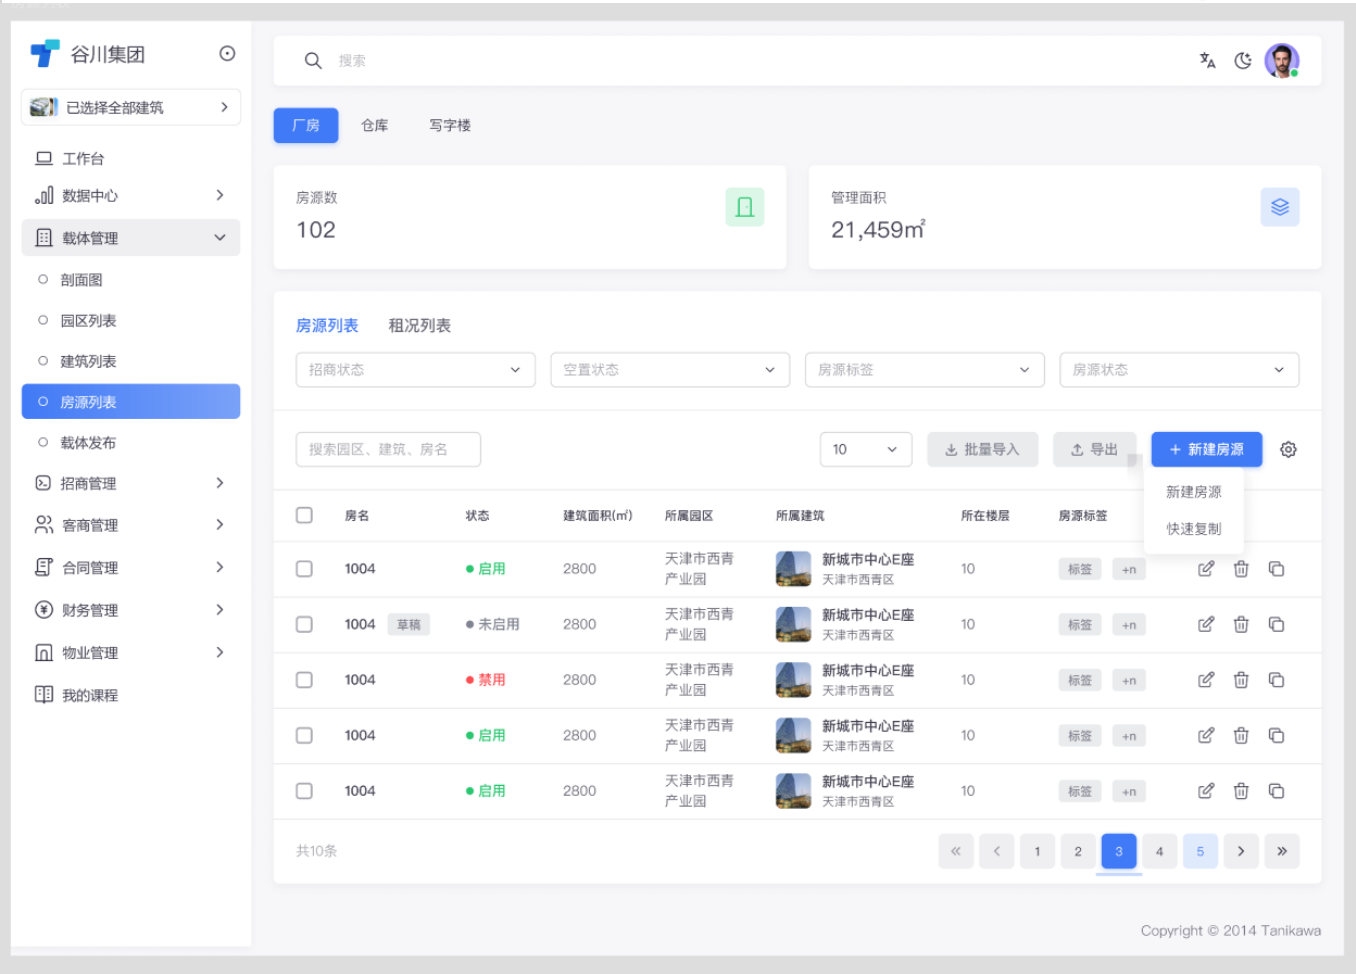 谷川集团
已选择全部建筑
工作台
数据中心
载体管理
剖面图
园区列表
建筑列表
房源列表
载体发布
招商管理
客商管理
合同管理
财务管理
物业管理
我的课程
搜索
厂房 仓库 写字楼
房源数
102
管理面积
21,459㎡
房源列表 租况列表
招商状态 空置状态 房源标签 房源状态
搜索园区、建筑、房名 10 批量导入 导出 + 新建房源
新建房源
快速复制
房名 状态 建筑面积(㎡) 所属园区 所属建筑 所在楼层 房源标签
1004 启用 2800 天津市西青 新城市中心E座 10 标签 +n
产业园 天津市西青区
1004 草稿 未启用 2800 天津市西青 新城市中心E座 10 标签 +n
产业园 天津市西青区
1004 禁用 2800 天津市西青 新城市中心E座 10 标签 +n
产业园 天津市西青区
1004 启用 2800 天津市西青 新城市中心E座 10 标签 +n
产业园 天津市西青区
1004 启用 2800 天津市西青 新城市中心E座 10 标签 +n
产业园 天津市西青区
共10条 « < 1 2 3 4 5 > »
Copyright © 2014 Tanikawa